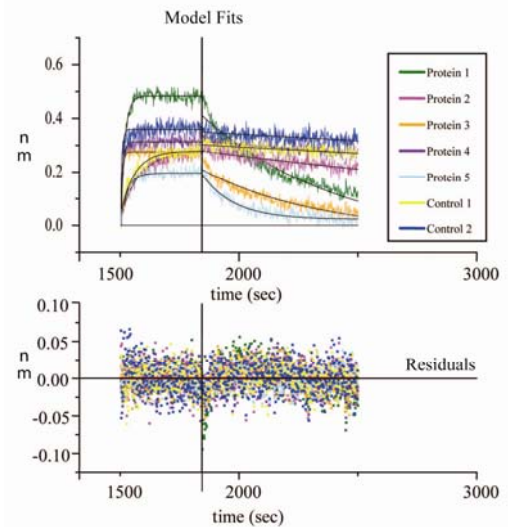 Model Fits
0.6
0.4
0.2
0.0
n
m
1500
2000
3000
time (sec)
Protein 1
Protein 2
Protein 3
Protein 4
Protein 5
Control 1
Control 2
0.10
0.05
0.00
-0.05
-0.10
n
m
Residuals
1500
2000
3000
time (sec)